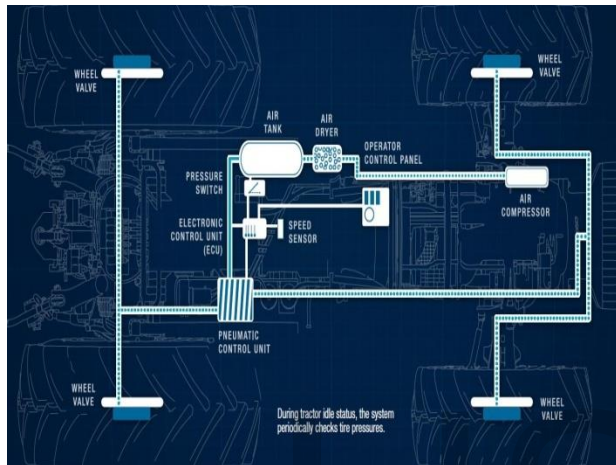 WHEEL
VALVE
WHEEL
VALVE
AIR
TANK
AIR
DRYER
OPERATOR
CONTROL PANEL
PRESSURE
SWITCH
AIR
COMPRESSOR
ELECTRONIC
CONTROL UNIT
(ECU)
SPEED
SENSOR
PNEUMATIC
CONTROL UNIT
WHEEL
VALVE
WHEEL
VALVE
During tractor idle status, the system
periodically checks tire pressures.